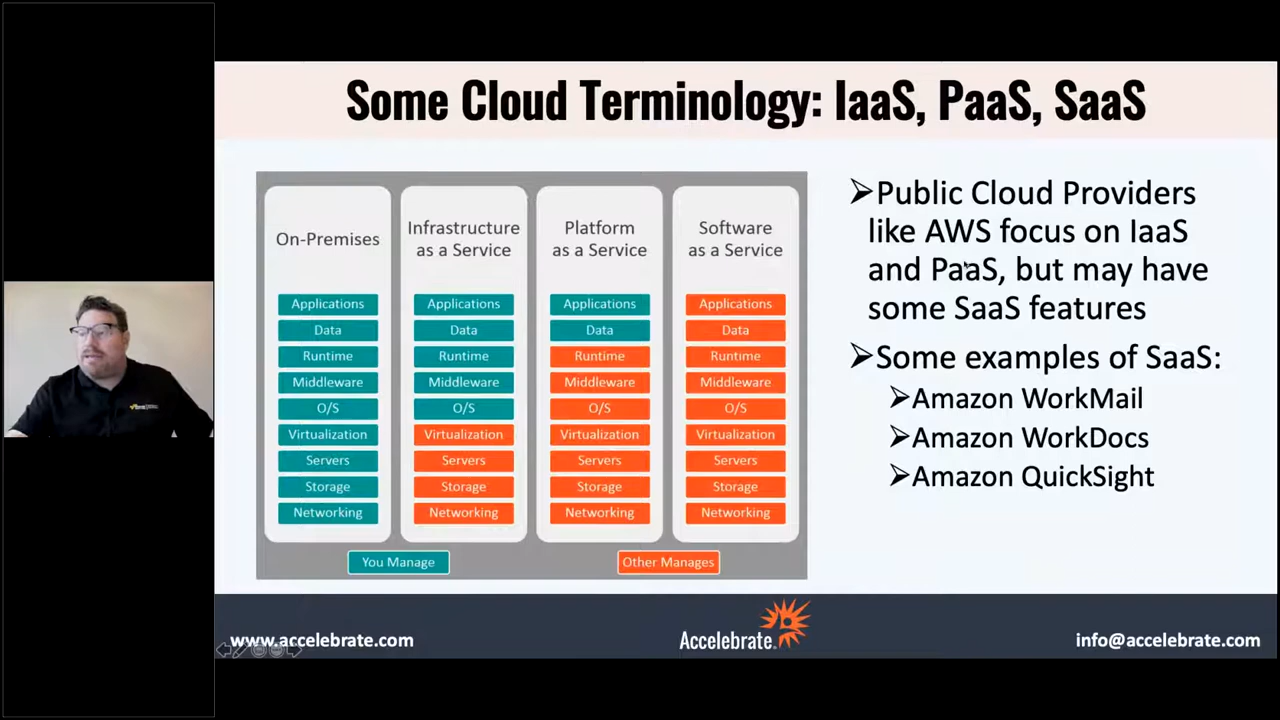 Some Cloud Terminology: IaaS, PaaS, SaaS
On-Premises
Applications
Data
Runtime
Middleware
O/S
Virtualization
Servers
Storage
Networking
Infrastructure
as a Service
Applications
Data
Runtime
Middleware
O/S
Virtualization
Servers
Storage
Networking
Platform
as a Service
Applications
Data
Runtime
Middleware
O/S
Virtualization
Servers
Storage
Networking
Software
as a Service
Applications
Data
Runtime
Middleware
O/S
Virtualization
Servers
Storage
Networking
You Manage
Other Manages
Public Cloud Providers
like AWS focus on IaaS
and PaaS, but may have
some SaaS features
Some examples of SaaS:
Amazon WorkMail
Amazon WorkDocs
Amazon QuickSight
www.accelebrate.com
Accelebrate
info@accelebrate.com